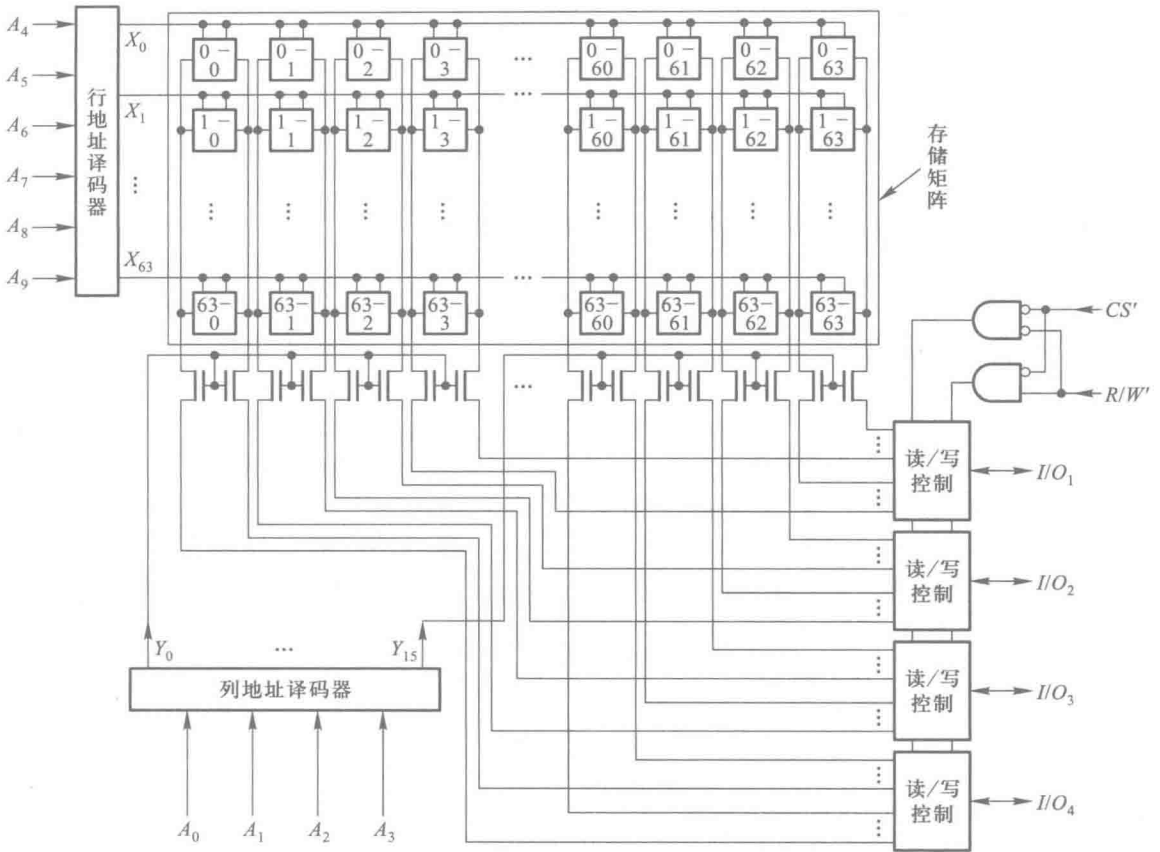 A₄
A₅
A₆
A₇
A₈
A₉
行地址译码器
X₀
X₁
⋮
X₆₃
0-0
0-1
0-2
0-3
...
0-60
0-61
0-62
0-63
1-0
1-1
1-2
1-3
...
1-60
1-61
1-62
1-63
63-0
63-1
63-2
63-3
...
63-60
63-61
63-62
63-63
存储矩阵
CS'
R/W'
...
读/写
控制
I/O₁
读/写
控制
I/O₂
读/写
控制
I/O₃
读/写
控制
I/O₄
Y₀
...
Y₁₅
列地址译码器
A₀
A₁
A₂
A₃